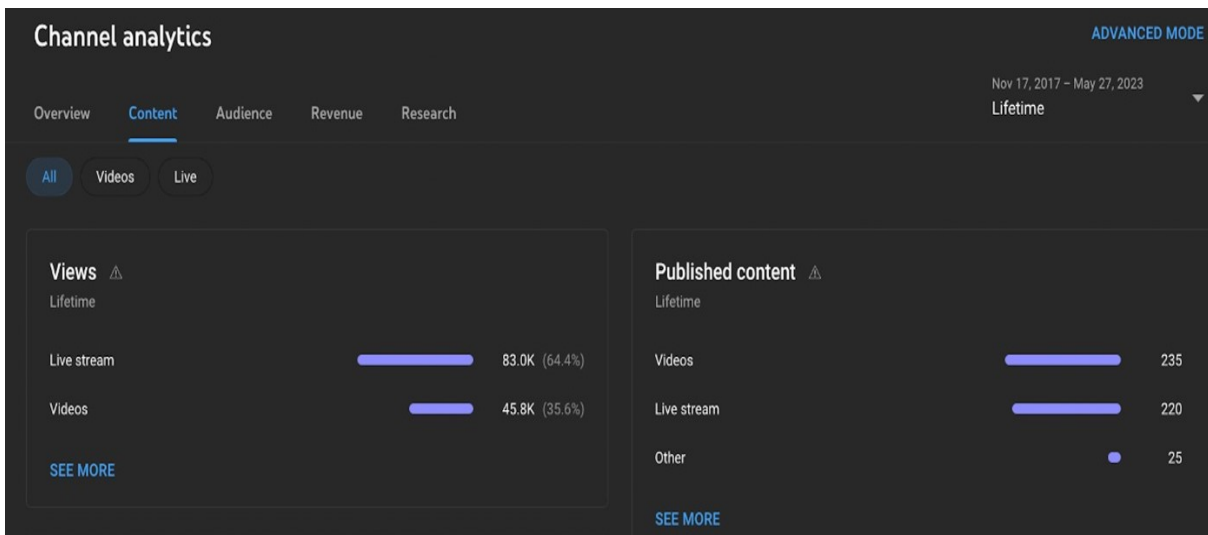 Channel analytics
ADVANCED MODE
Nov 17, 2017 – May 27, 2023
Lifetime
Overview Content Audience Revenue Research
All Videos Live
Views
Lifetime
Live stream 83.0K (64.4%)
Videos 45.8K (35.6%)
SEE MORE
Published content
Lifetime
Videos 235
Live stream 220
Other 25
SEE MORE